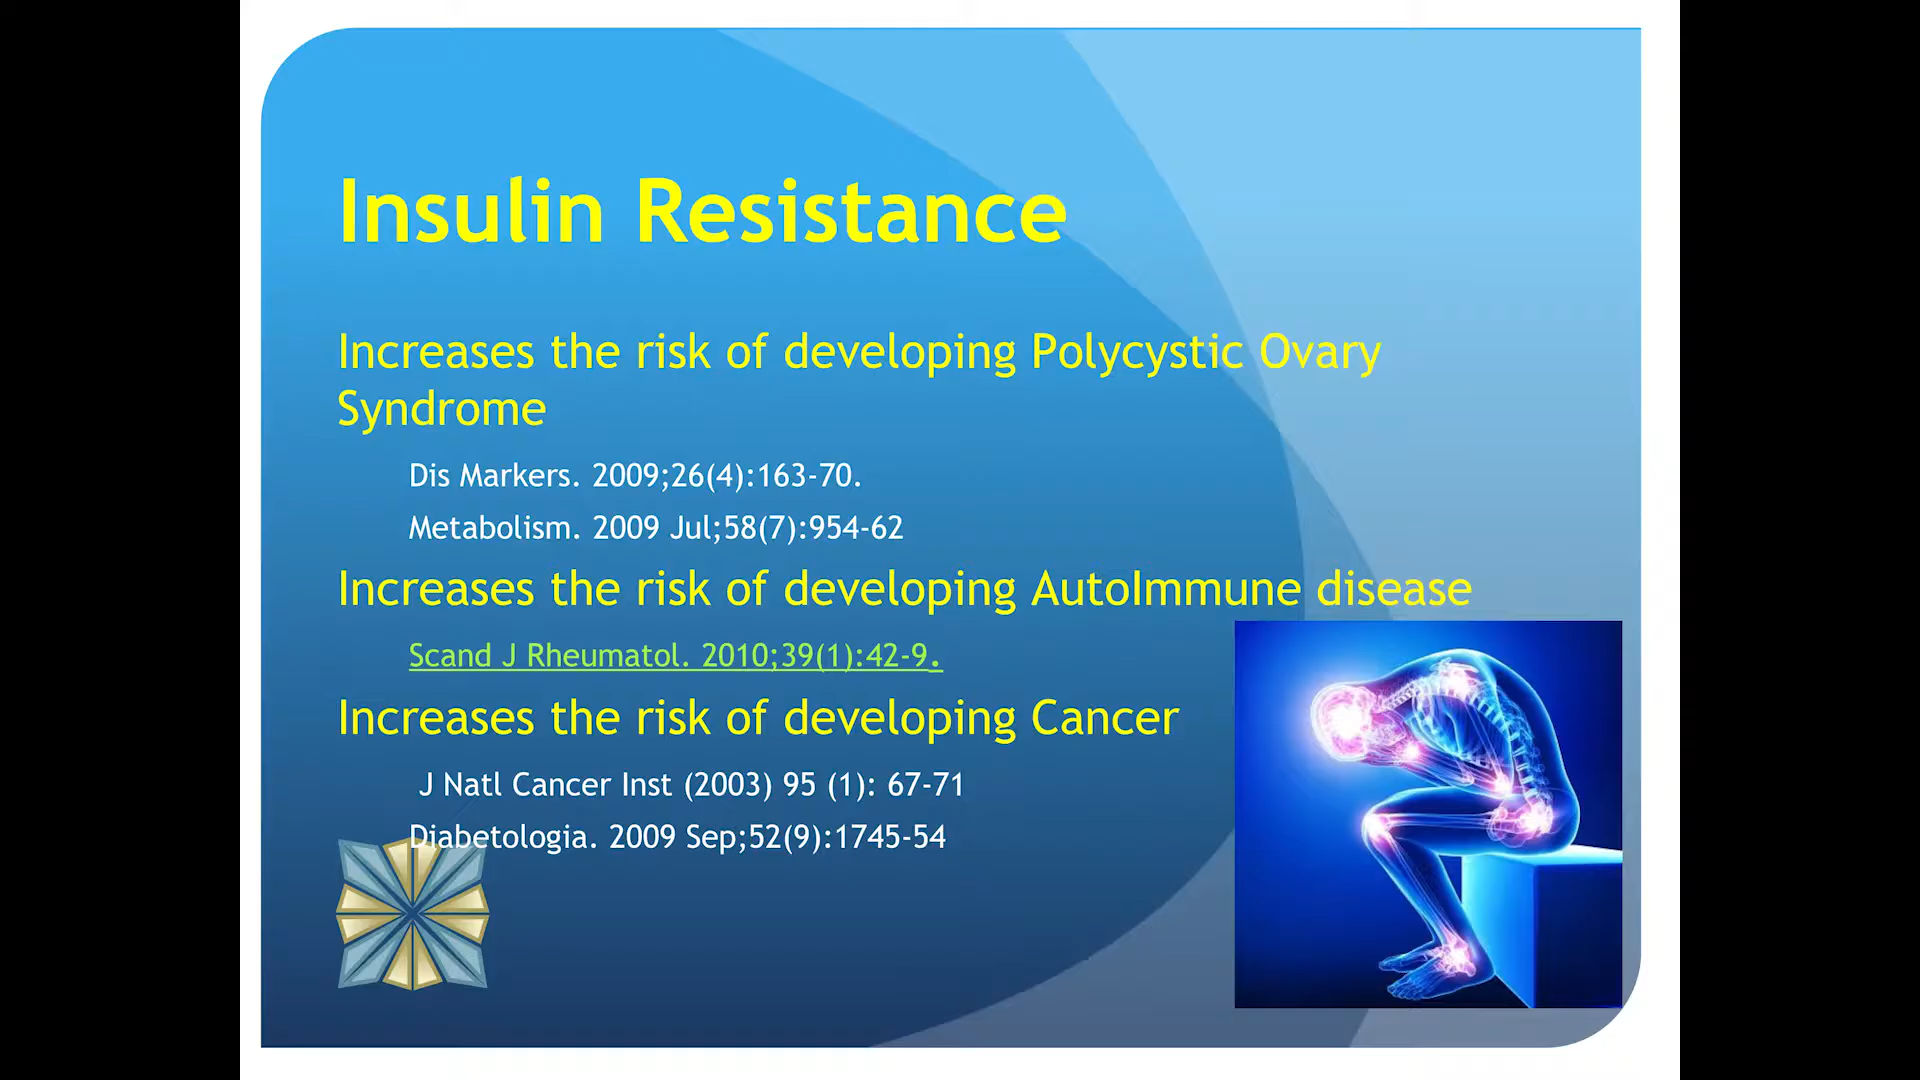 Insulin Resistance
Increases the risk of developing Polycystic Ovary
Syndrome
Dis Markers. 2009;26(4):163-70.
Metabolism. 2009 Jul;58(7):954-62
Increases the risk of developing AutoImmune disease
Scand J Rheumatol. 2010;39(1):42-9.
Increases the risk of developing Cancer
J Natl Cancer Inst (2003) 95 (1): 67-71
Diabetologia. 2009 Sep;52(9):1745-54